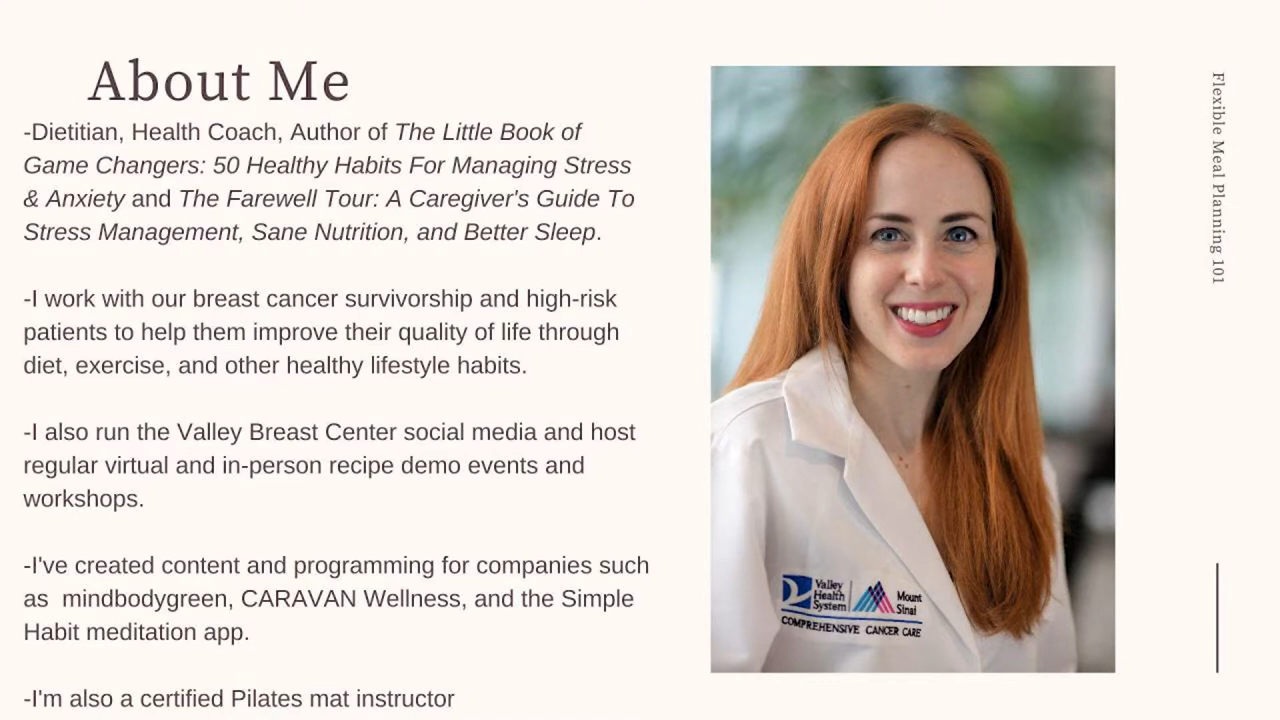 About Me
-Dietitian, Health Coach, Author of The Little Book of
Game Changers: 50 Healthy Habits For Managing Stress
& Anxiety and The Farewell Tour: A Caregiver's Guide To
Stress Management, Sane Nutrition, and Better Sleep.
-I work with our breast cancer survivorship and high-risk
patients to help them improve their quality of life through
diet, exercise, and other healthy lifestyle habits.
-I also run the Valley Breast Center social media and host
regular virtual and in-person recipe demo events and
workshops.
-I've created content and programming for companies such
as  mindbodygreen, CARAVAN Wellness, and the Simple
Habit meditation app.
-I'm also a certified Pilates mat instructor
Valley
Health
System
Mount
Sinai
COMPREHENSIVE CANCER CARE
Flexible Meal Planning 101